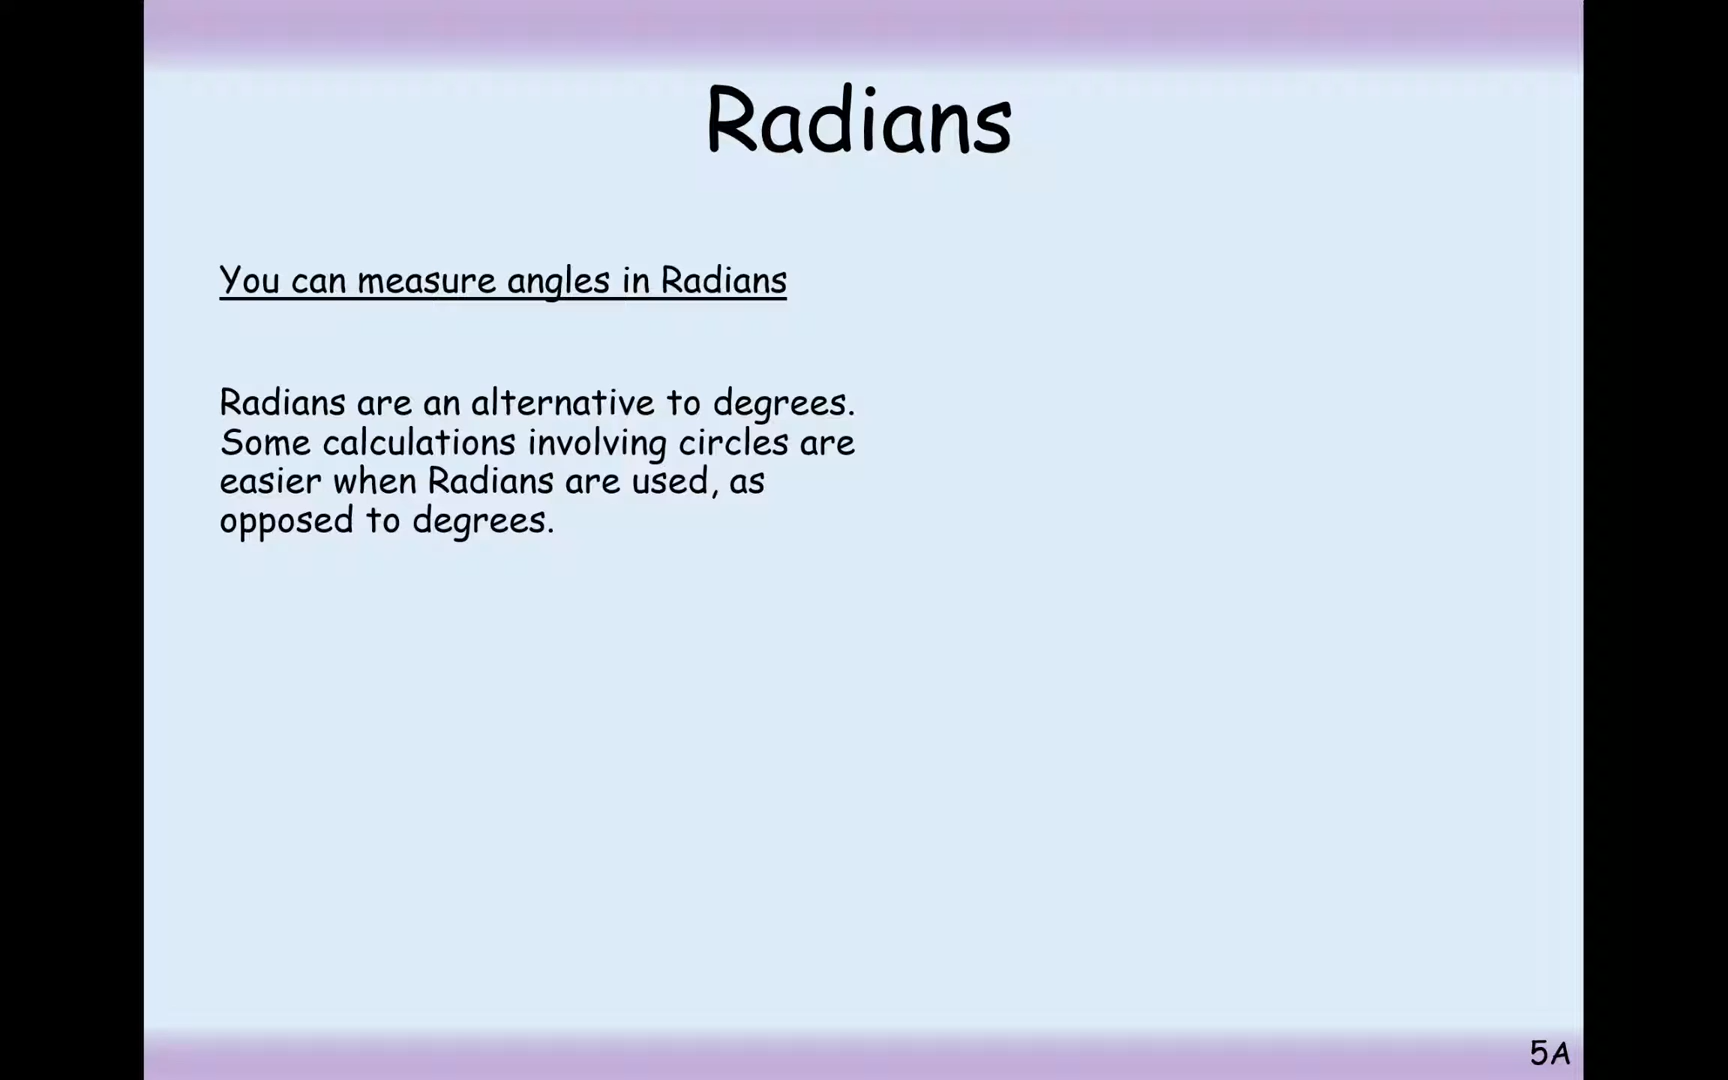 Radians
You can measure angles in Radians
Radians are an alternative to degrees.
Some calculations involving circles are
easier when Radians are used, as
opposed to degrees.
5A